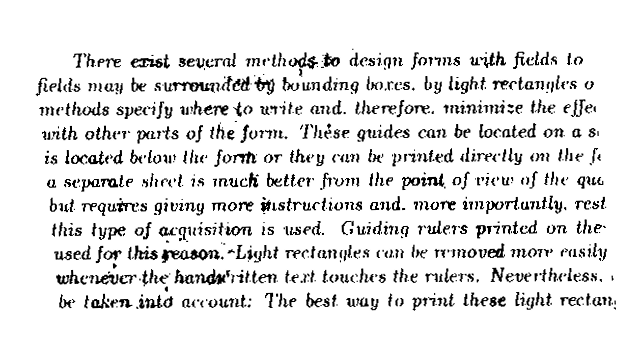 There exist several methods to design forms with fields to
fields may be surrounded by bounding boxes, by light rectangles o
methods specify where to write and, therefore, minimize the effec
with other parts of the form. These guides can be located on a s
is located below the form or they can be printed directly on the f
a separate sheet is much better from the point of view of the qua
but requires giving more instructions and, more importantly, rest
this type of acquisition is used. Guiding rulers printed on the
used for this reason. Light rectangles can be removed more easily
whenever the handwritten text touches the rulers. Nevertheless,
be taken into account: The best way to print these light rectang